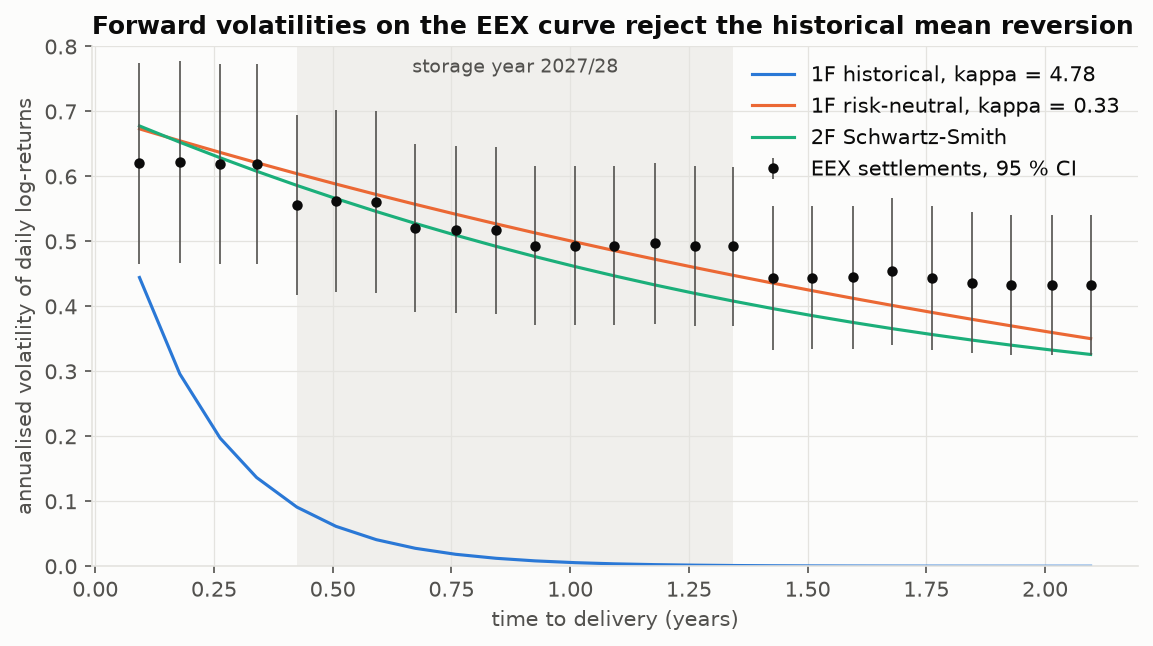 Forward volatilities on the EEX curve reject the historical mean reversion
storage year 2027/28
1F historical, kappa = 4.78
1F risk-neutral, kappa = 0.33
2F Schwartz-Smith
EEX settlements, 95 % CI
annualised volatility of daily log-returns
0.8
0.7
0.6
0.5
0.4
0.3
0.2
0.1
0.0
0.00 0.25 0.50 0.75 1.00 1.25 1.50 1.75 2.00
time to delivery (years)